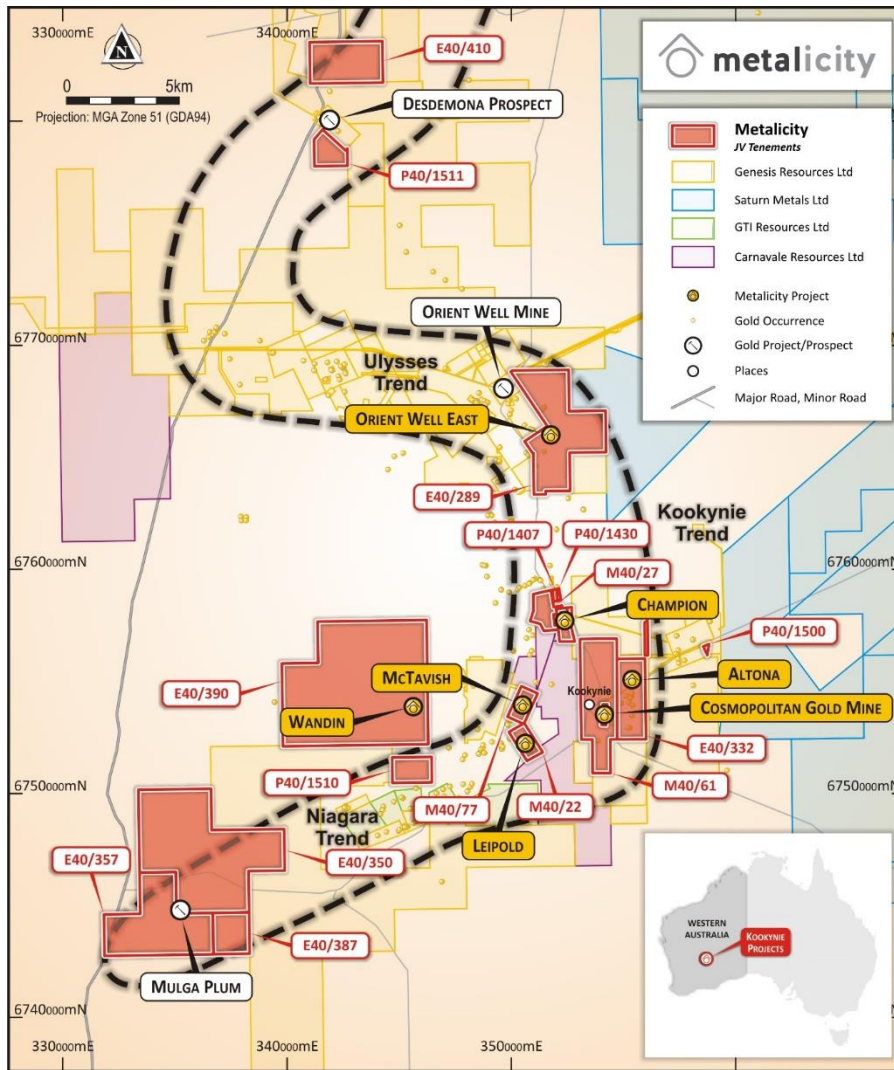 330000mE
340000mE
N
0
5km
Projection: MGA Zone 51 (GDA94)
E40/410
DESDEMONA PROSPECT
P40/1511
metalicity
Metalicity
JV Tenements
Genesis Resources Ltd
Saturn Metals Ltd
GTI Resources Ltd
Carnavale Resources Ltd
Metalicity Project
Gold Occurrence
Gold Project/Prospect
Places
Major Road, Minor Road
ORIENT WELL MINE
6770000mN
Ulysses
Trend
ORIENT WELL EAST
E40/289
Kookynie
Trend
P40/1407
P40/1430
M40/27
6760000mN
6760000mN
CHAMPION
P40/1500
MCTAVISH
E40/390
ALTONA
Kookynie
WANDIN
COSMOPOLITAN GOLD MINE
E40/332
P40/1510
6750000mN
6750000mN
M40/61
M40/77
M40/22
Niagara
Trend
LEIPOLD
E40/357
E40/350
E40/387
MULGA PLUM
WESTERN
AUSTRALIA
KOOKYNIE
PROJECTS
6740000mN
330000mE
340000mE
350000mE